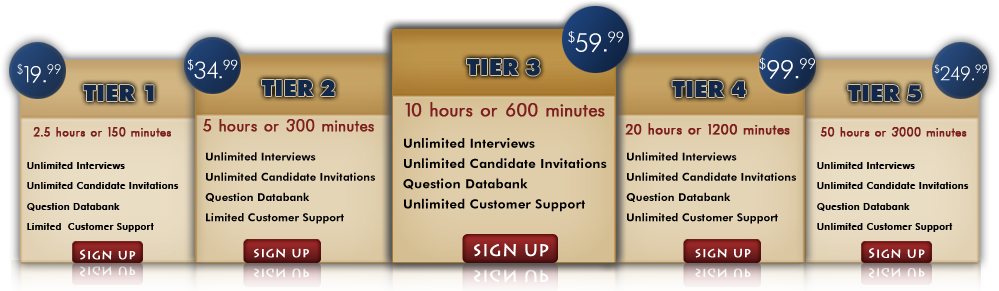 $19.99
TIER 1
2.5 hours or 150 minutes
Unlimited Interviews
Unlimited Candidate Invitations
Question Databank
Limited Customer Support
SIGN UP
$34.99
TIER 2
5 hours or 300 minutes
Unlimited Interviews
Unlimited Candidate Invitations
Question Databank
Limited Customer Support
SIGN UP
$59.99
TIER 3
10 hours or 600 minutes
Unlimited Interviews
Unlimited Candidate Invitations
Question Databank
Unlimited Customer Support
SIGN UP
$99.99
TIER 4
20 hours or 1200 minutes
Unlimited Interviews
Unlimited Candidate Invitations
Question Databank
Unlimited Customer Support
SIGN UP
$249.99
TIER 5
50 hours or 3000 minutes
Unlimited Interviews
Unlimited Candidate Invitations
Question Databank
Unlimited Customer Support
SIGN UP